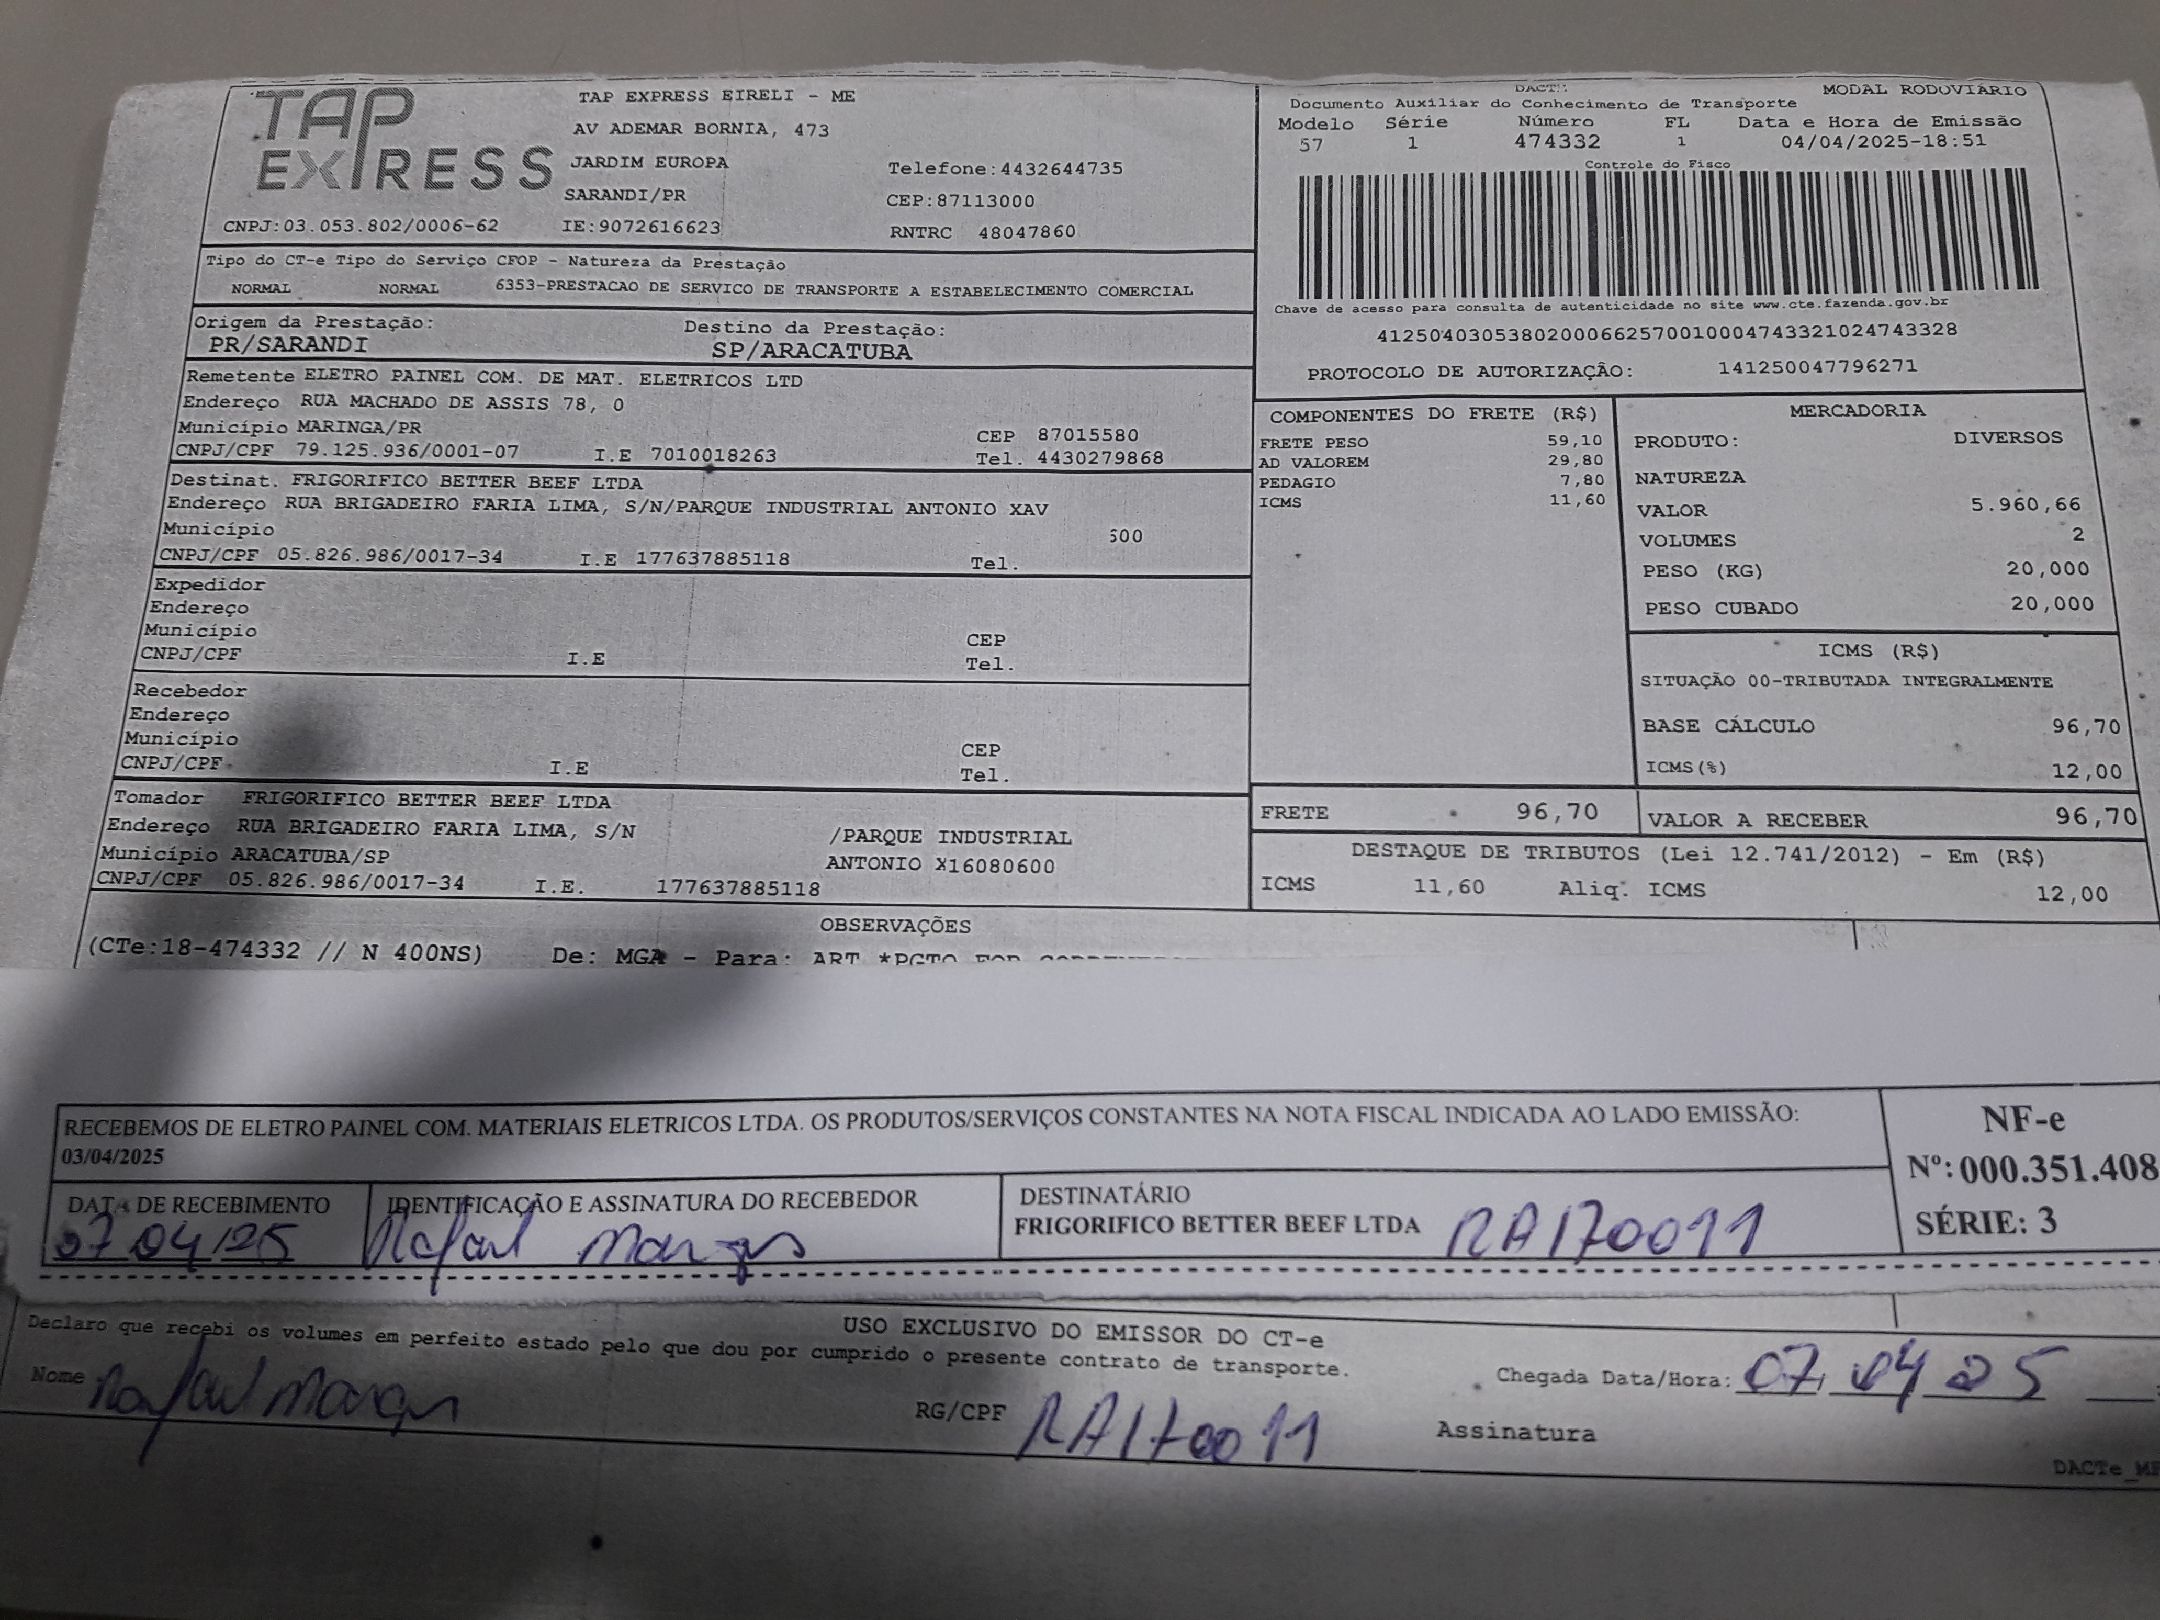 TAP EXPRESS
TAP EXPRESS EIRELI - ME
AV ADEMAR BORNIA, 473
JARDIM EUROPA
Telefone:4432644735
SARANDI/PR
CEP:87113000
CNPJ:03.053.802/0006-62 IE:9072616623
RNTRC 48047860
Tipo do CT-e Tipo do Serviço CFOP - Natureza da Prestação
NORMAL NORMAL 6353-PRESTACAO DE SERVICO DE TRANSPORTE A ESTABELECIMENTO COMERCIAL
Origem da Prestação: Destino da Prestação:
PR/SARANDI SP/ARACATUBA
Remetente ELETRO PAINEL COM. DE MAT. ELETRICOS LTD
Endereço RUA MACHADO DE ASSIS 78, 0
Município MARINGA/PR CEP 87015580
CNPJ/CPF 79.125.936/0001-07 I.E 7010018263 Tel. 4430279868
Destinat. FRIGORIFICO BETTER BEEF LTDA
Endereço RUA BRIGADEIRO FARIA LIMA, S/N/PARQUE INDUSTRIAL ANTONIO XAV
Município 600
CNPJ/CPF 05.826.986/0017-34 I.E 177637885118 Tel.
Expedidor
Endereço
Município CEP
CNPJ/CPF I.E Tel.
Recebedor
Endereço
Município CEP
CNPJ/CPF I.E Tel.
Tomador FRIGORIFICO BETTER BEEF LTDA
Endereço RUA BRIGADEIRO FARIA LIMA, S/N /PARQUE INDUSTRIAL
Município ARACATUBA/SP ANTONIO X16080600
CNPJ/CPF 05.826.986/0017-34 I.E. 177637885118
DACTE MODAL RODOVIÁRIO
Documento Auxiliar do Conhecimento de Transporte
Modelo Série Número FL Data e Hora de Emissão
57 1 474332 1 04/04/2025-18:51
Controle do Fisco
Chave de acesso para consulta de autenticidade no site www.cte.fazenda.gov.br
41250403053802000662570010004743321024743328
PROTOCOLO DE AUTORIZAÇÃO: 141250047796271
COMPONENTES DO FRETE (R$)
FRETE PESO 59,10
AD VALOREM 29,80
PEDAGIO 7,80
ICMS 11,60
MERCADORIA
PRODUTO: DIVERSOS
NATUREZA
VALOR 5.960,66
VOLUMES 2
PESO (KG) 20,000
PESO CUBADO 20,000
ICMS (R$)
SITUAÇÃO 00-TRIBUTADA INTEGRALMENTE
BASE CÁLCULO 96,70
ICMS(%) 12,00
FRETE 96,70 VALOR A RECEBER 96,70
DESTAQUE DE TRIBUTOS (Lei 12.741/2012) - Em (R$)
ICMS 11,60 Aliq. ICMS 12,00
OBSERVAÇÕES
(CTe:18-474332 // N 400NS) De: MGA - Para: ART *PGTO
RECEBEMOS DE ELETRO PAINEL COM. MATERIAIS ELETRICOS LTDA. OS PRODUTOS/SERVIÇOS CONSTANTES NA NOTA FISCAL INDICADA AO LADO EMISSÃO:
03/04/2025
NF-e
Nº: 000.351.408
SÉRIE: 3
DATA DE RECEBIMENTO IDENTIFICAÇÃO E ASSINATURA DO RECEBEDOR DESTINATÁRIO
07 04/25 Rafael Marques FRIGORIFICO BETTER BEEF LTDA RA170011
USO EXCLUSIVO DO EMISSOR DO CT-e
Declaro que recebi os volumes em perfeito estado pelo que dou por cumprido o presente contrato de transporte.
Nome Rafael Marques RG/CPF RA170011 Chegada Data/Hora: 07 04 25
Assinatura